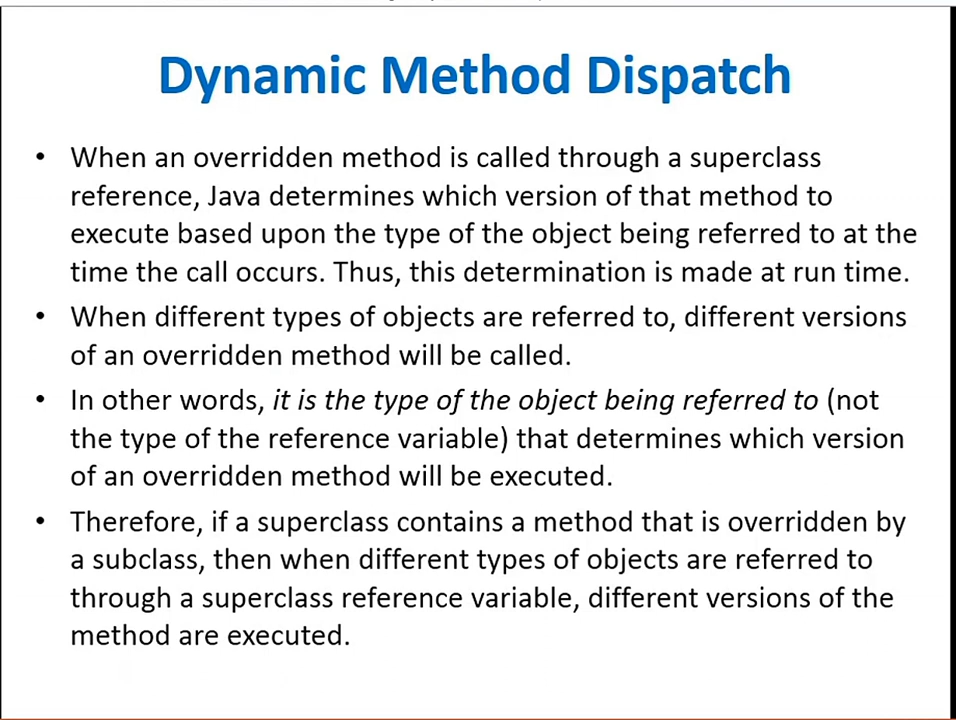 Dynamic Method Dispatch
• When an overridden method is called through a superclass
reference, Java determines which version of that method to
execute based upon the type of the object being referred to at the
time the call occurs. Thus, this determination is made at run time.
• When different types of objects are referred to, different versions
of an overridden method will be called.
• In other words, it is the type of the object being referred to (not
the type of the reference variable) that determines which version
of an overridden method will be executed.
• Therefore, if a superclass contains a method that is overridden by
a subclass, then when different types of objects are referred to
through a superclass reference variable, different versions of the
method are executed.